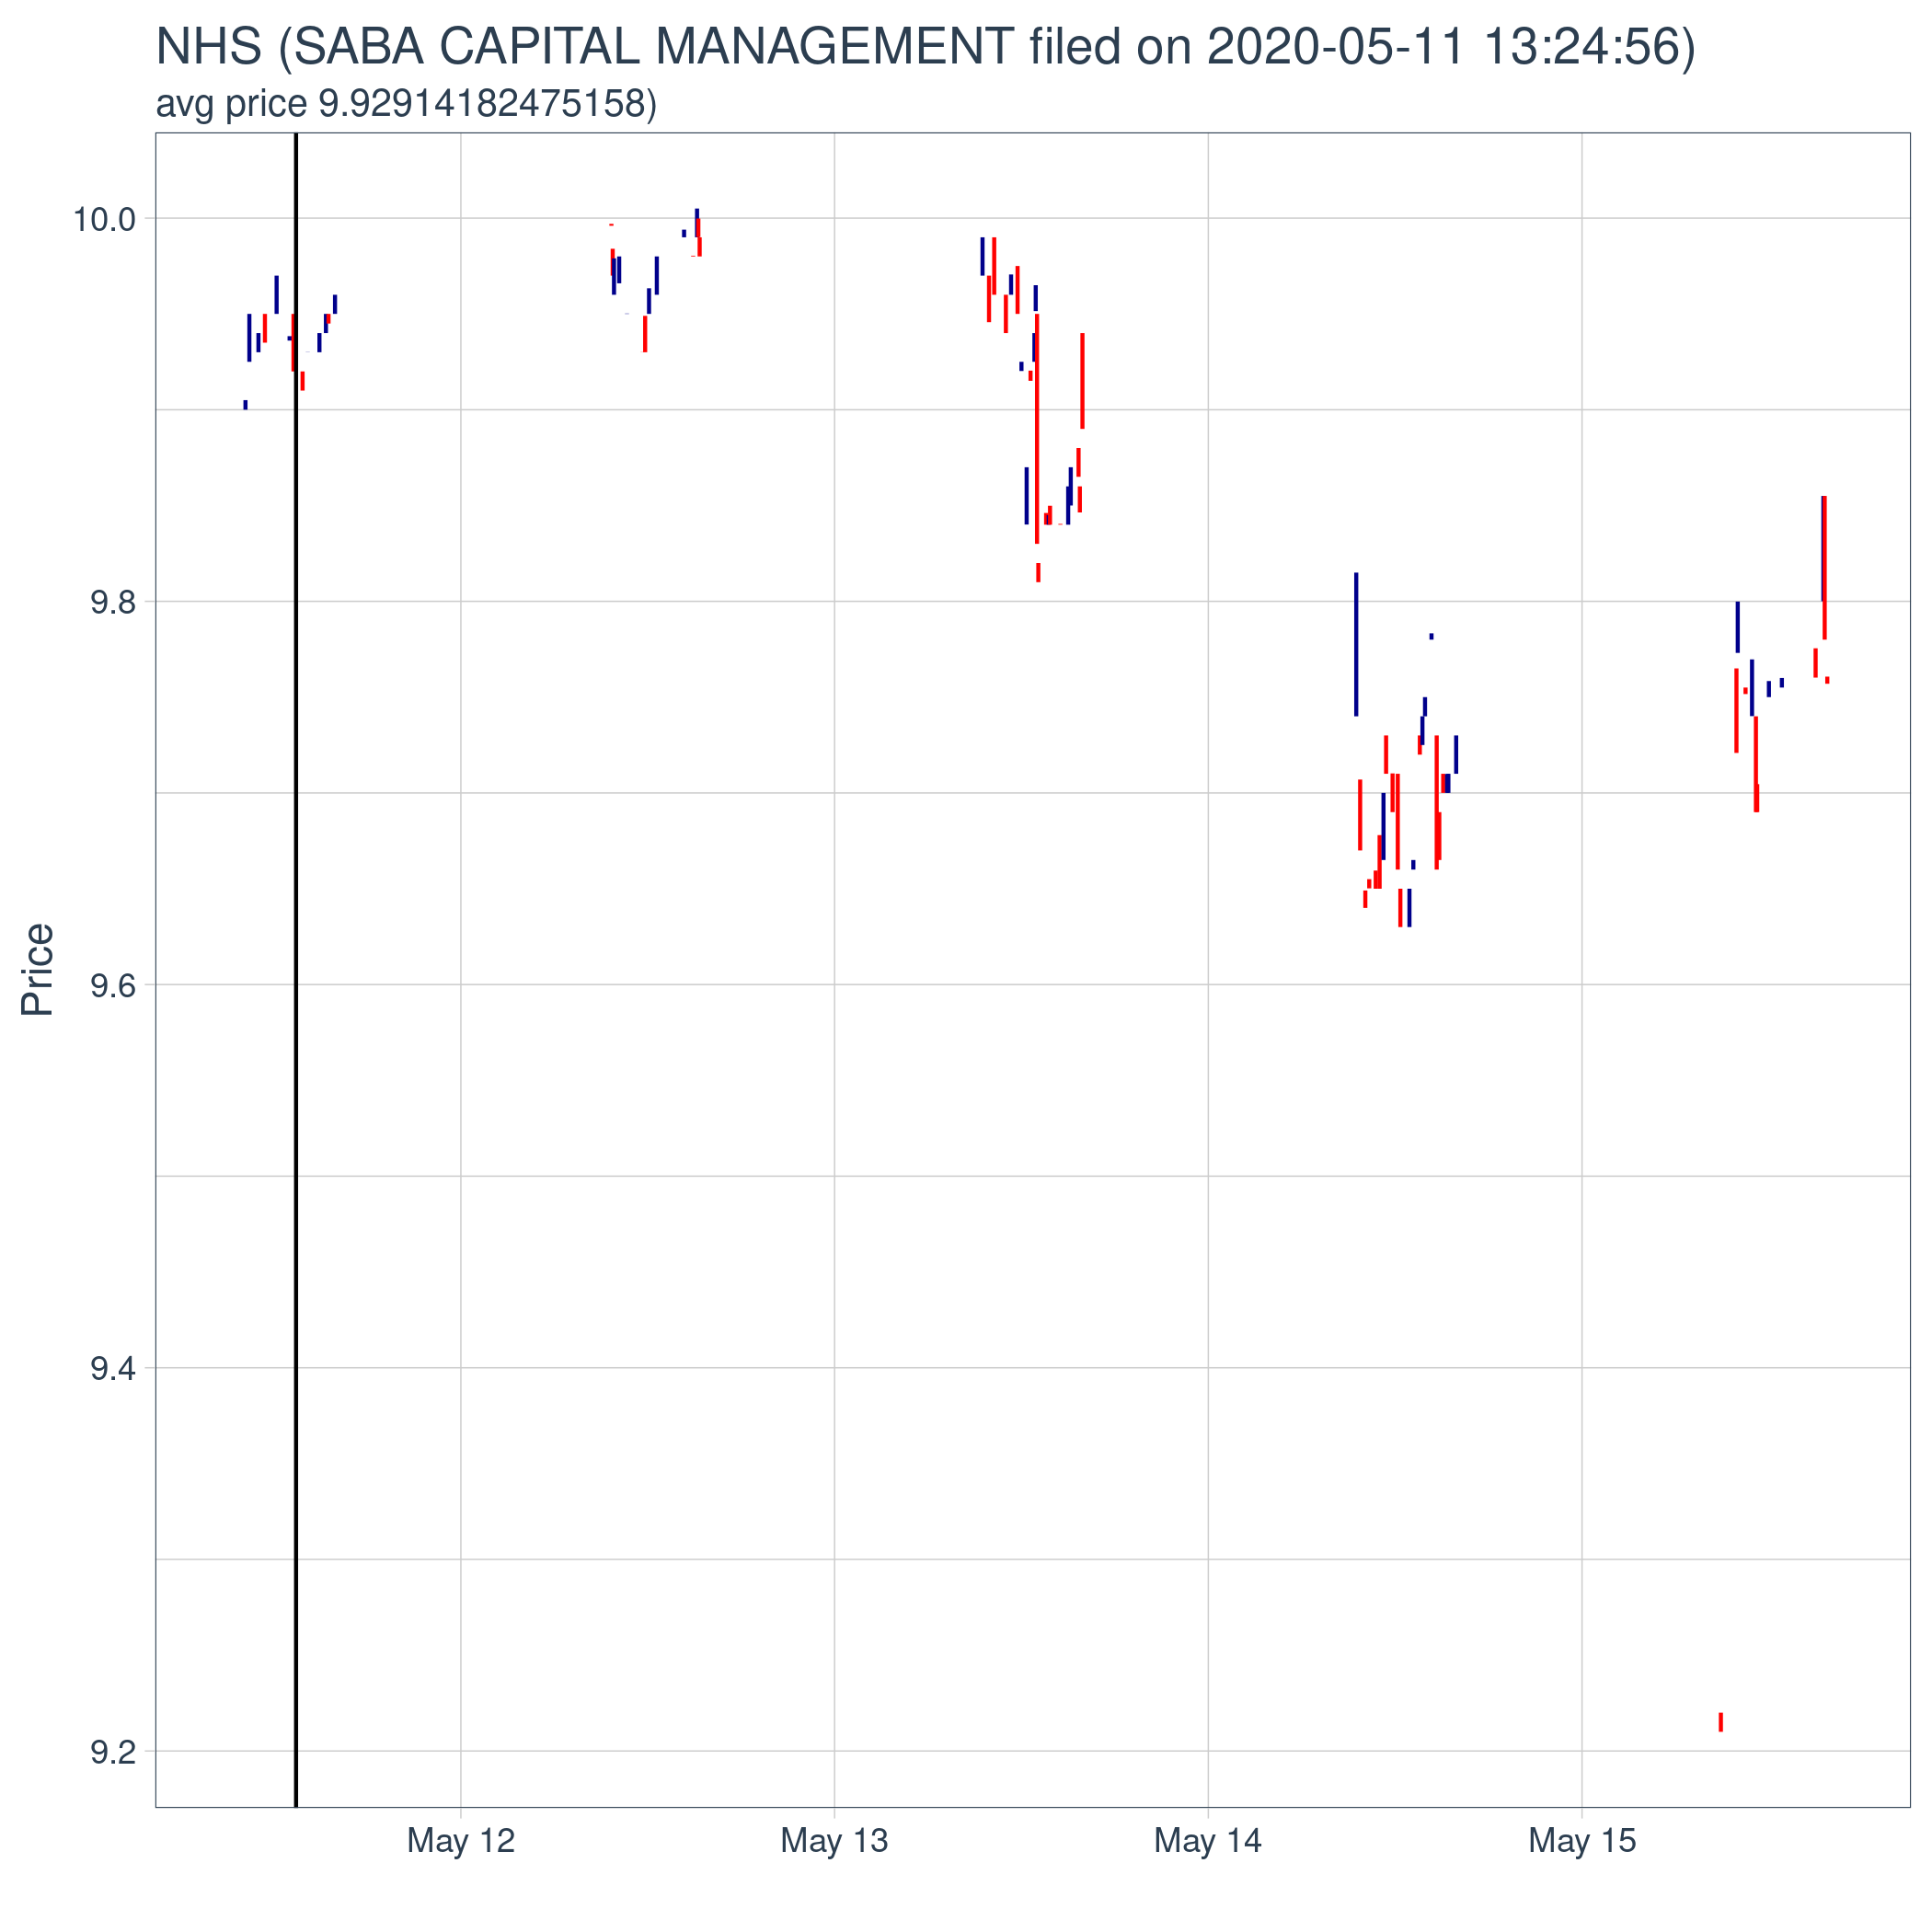 NHS (SABA CAPITAL MANAGEMENT filed on 2020-05-11 13:24:56)
avg price 9.92914182475158)
10.0
9.8
9.6
9.4
9.2
Price
May 12 May 13 May 14 May 15